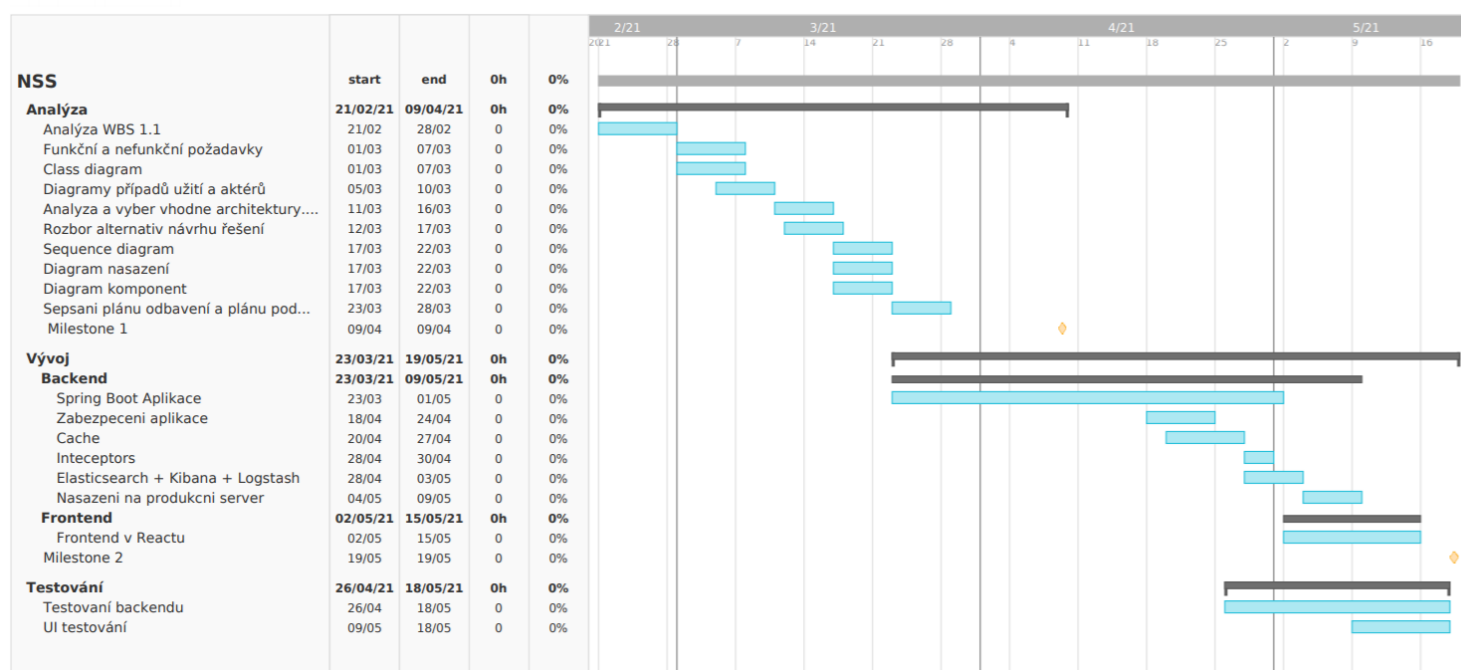 2/21 3/21 4/21 5/21
21 28 7 14 21 28 4 11 18 25 2 9 16
NSS start end 0h 0%
Analýza 21/02/21 09/04/21 0h 0%
Analýza WBS 1.1 21/02 28/02 0 0%
Funkční a nefunkční požadavky 01/03 07/03 0 0%
Class diagram 01/03 07/03 0 0%
Diagramy případů užití a aktérů 05/03 10/03 0 0%
Analyza a vyber vhodne architektury.... 11/03 16/03 0 0%
Rozbor alternativ návrhu řešení 12/03 17/03 0 0%
Sequence diagram 17/03 22/03 0 0%
Diagram nasazení 17/03 22/03 0 0%
Diagram komponent 17/03 22/03 0 0%
Sepsani plánu odbavení a plánu pod... 23/03 28/03 0 0%
Milestone 1 09/04 09/04 0 0%
Vývoj 23/03/21 19/05/21 0h 0%
Backend 23/03/21 09/05/21 0h 0%
Spring Boot Aplikace 23/03 01/05 0 0%
Zabezpeceni aplikace 18/04 24/04 0 0%
Cache 20/04 27/04 0 0%
Inteceptors 28/04 30/04 0 0%
Elasticsearch + Kibana + Logstash 28/04 03/05 0 0%
Nasazeni na produkcni server 04/05 09/05 0 0%
Frontend 02/05/21 15/05/21 0h 0%
Frontend v Reactu 02/05 15/05 0 0%
Milestone 2 19/05 19/05 0 0%
Testování 26/04/21 18/05/21 0h 0%
Testovaní backendu 26/04 18/05 0 0%
UI testování 09/05 18/05 0 0%